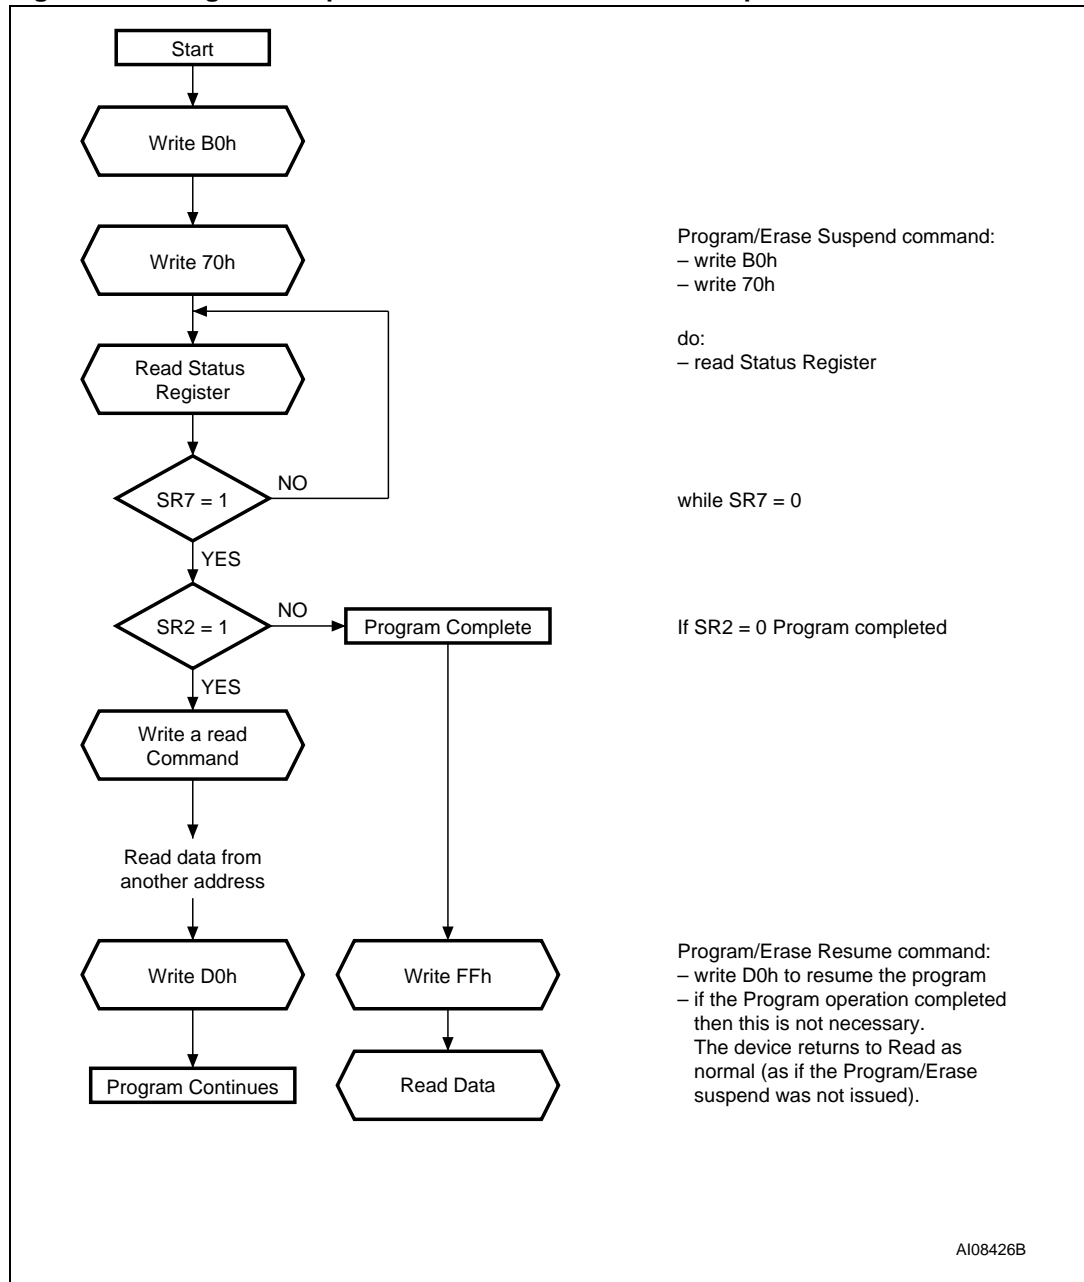 Start
Write B0h
Write 70h
Program/Erase Suspend command:
– write B0h
– write 70h
do:
– read Status Register
Read Status
Register
SR7 = 1
NO
while SR7 = 0
YES
SR2 = 1
NO
Program Complete
If SR2 = 0 Program completed
YES
Write a read
Command
Read data from
another address
Write D0h
Write FFh
Program/Erase Resume command:
– write D0h to resume the program
– if the Program operation completed
then this is not necessary.
The device returns to Read as
normal (as if the Program/Erase
suspend was not issued).
Program Continues
Read Data
AI08426B